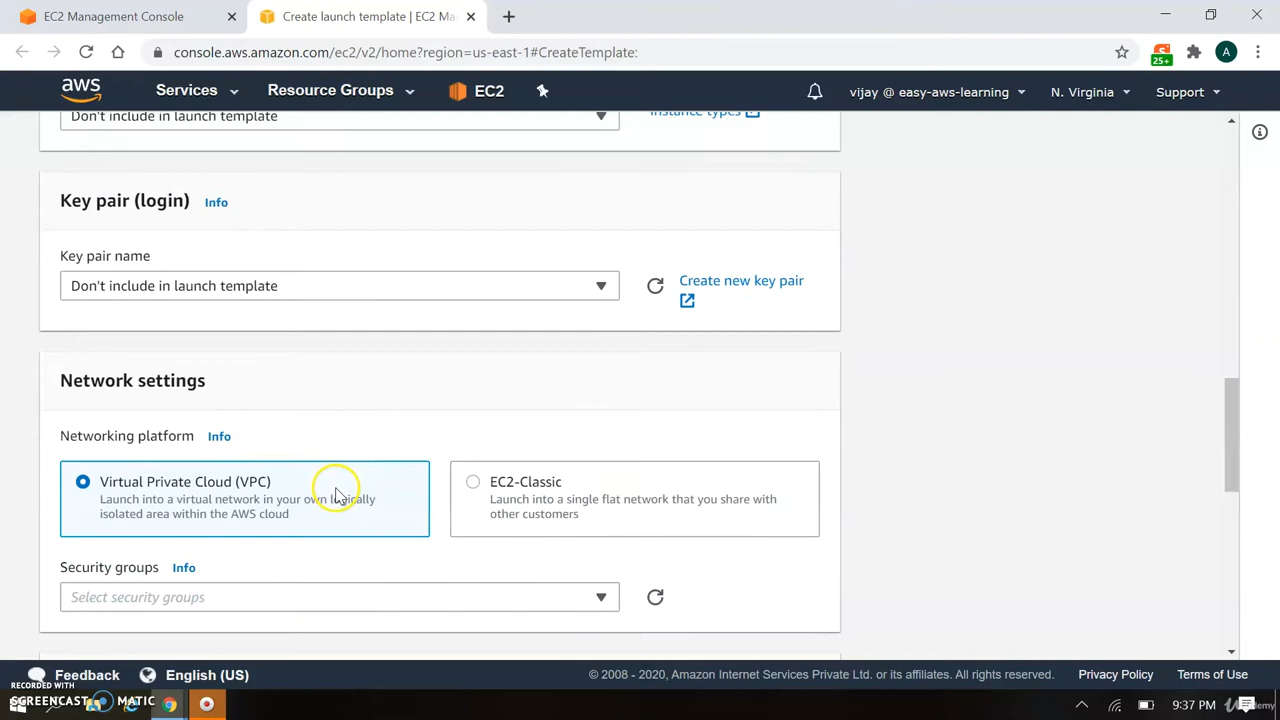 EC2 Management Console
Create launch template | EC2 Ma
console.aws.amazon.com/ec2/v2/home?region=us-east-1#CreateTemplate:
25+
A
aws
Services
Resource Groups
EC2
vijay @ easy-aws-learning
N. Virginia
Support
Don't include in launch template
Instance types
Key pair (login) Info
Key pair name
Don't include in launch template
Create new key pair
Network settings
Networking platform Info
Virtual Private Cloud (VPC)
Launch into a virtual network in your own logically
isolated area within the AWS cloud
EC2-Classic
Launch into a single flat network that you share with
other customers
Security groups Info
Select security groups
Feedback
English (US)
© 2008 - 2020, Amazon Internet Services Private Ltd. or its affiliates. All rights reserved.
Privacy Policy
Terms of Use
RECORDED WITH
SCREENCAST MATIC
9:37 PM
Udemy